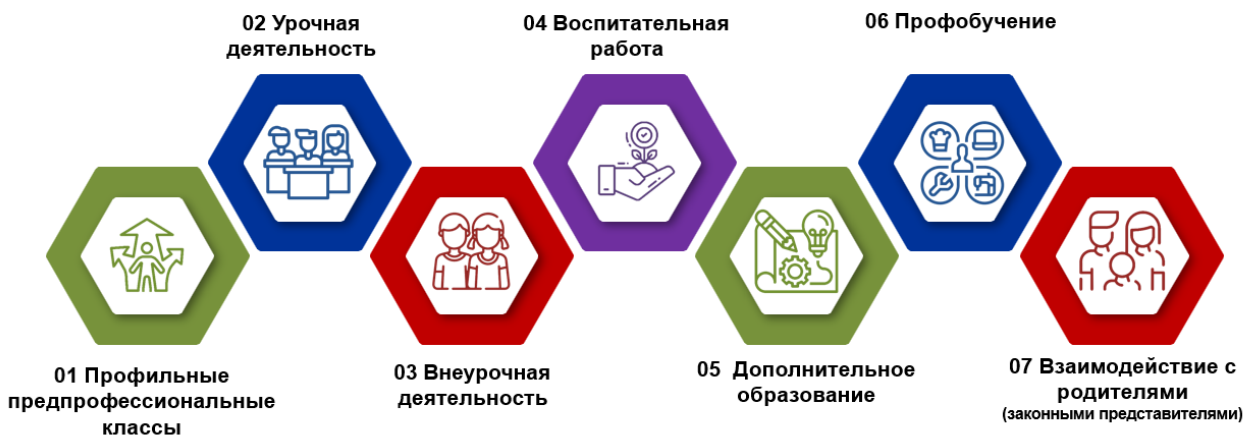 01 Профильные
предпрофессиональные
классы
02 Урочная
деятельность
03 Внеурочная
деятельность
04 Воспитательная
работа
05 Дополнительное
образование
06 Профобучение
07 Взаимодействие с
родителями
(законными представителями)